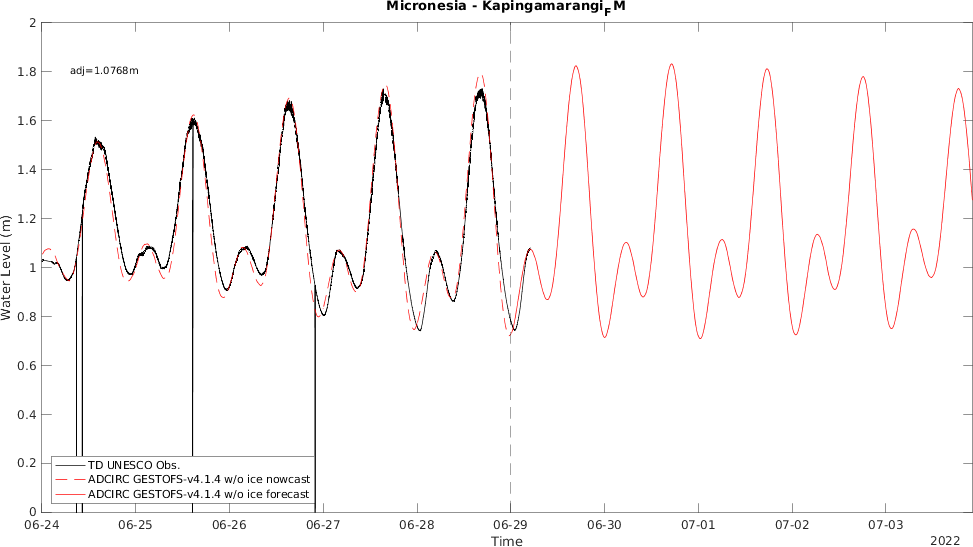 Micronesia - Kapingamarangi_FM
adj=1.0768m
2
1.8
1.6
1.4
1.2
1
0.8
0.6
0.4
0.2
0
Water Level (m)
TD UNESCO Obs.
ADCIRC GESTOFS-v4.1.4 w/o ice nowcast
ADCIRC GESTOFS-v4.1.4 w/o ice forecast
06-24 06-25 06-26 06-27 06-28 06-29 06-30 07-01 07-02 07-03
Time
2022